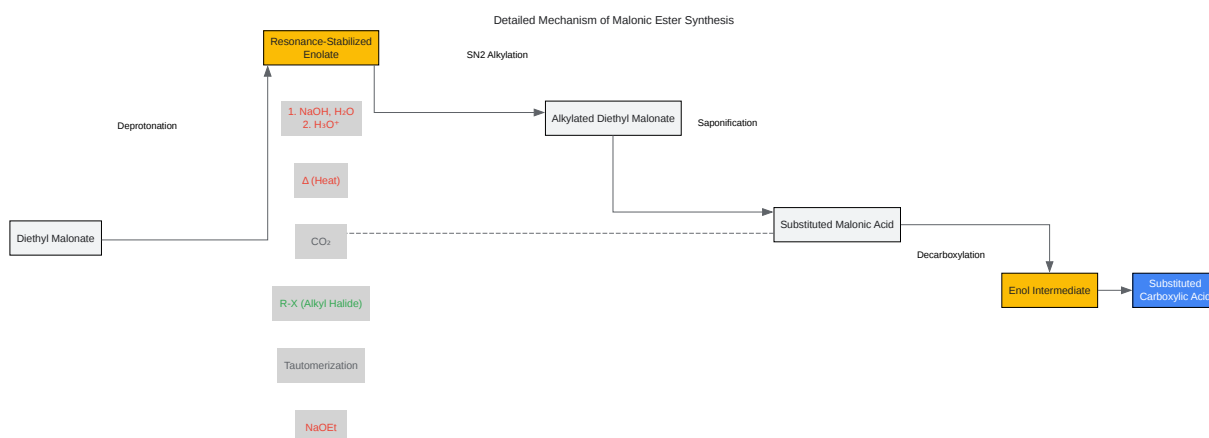 Detailed Mechanism of Malonic Ester Synthesis
Resonance-Stabilized
Enolate
SN2 Alkylation
Deprotonation
1. NaOH, H₂O
2. H₃O⁺
Alkylated Diethyl Malonate
Saponification
Δ (Heat)
Diethyl Malonate
CO₂
Substituted Malonic Acid
Decarboxylation
R-X (Alkyl Halide)
Enol Intermediate
Substituted
Carboxylic Acid
Tautomerization
NaOEt